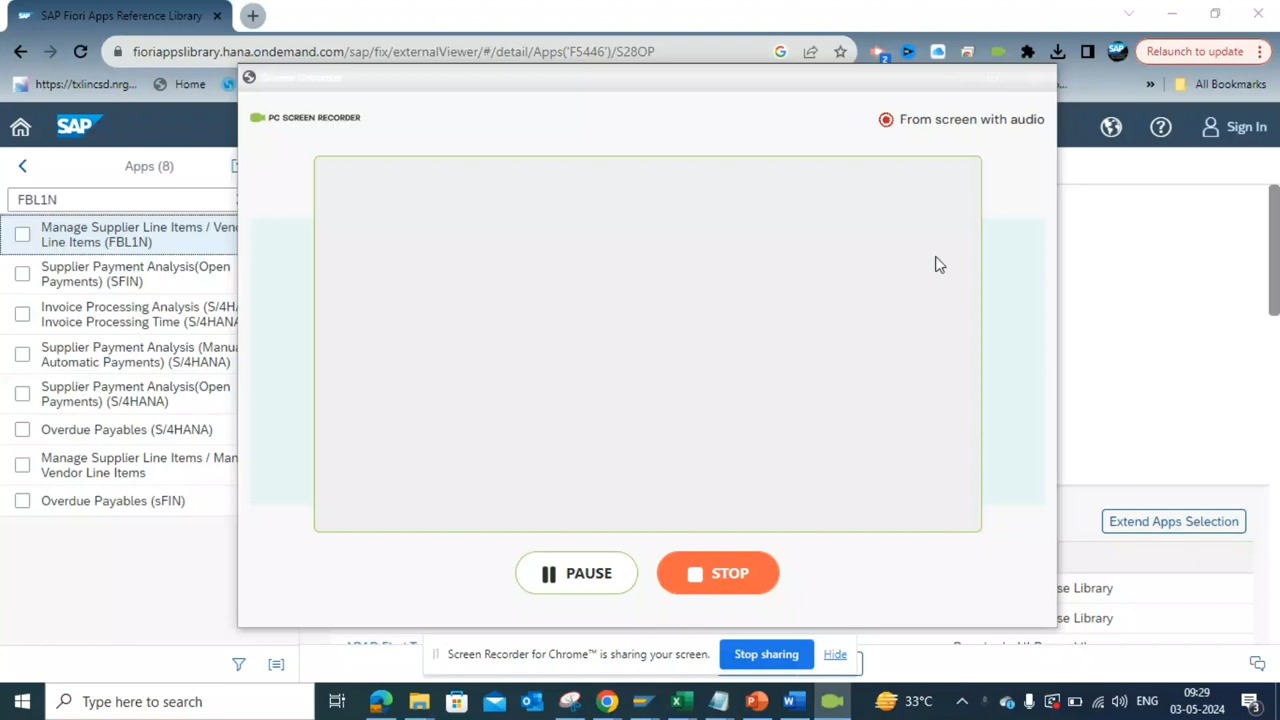 SAP Fiori Apps Reference Library
fioriappslibrary.hana.ondemand.com/sap/fix/externalViewer/#/detail/Apps('F5446')/S28OP
2
SAP
Relaunch to update
https://txlincsd.nrg...
Home
»
All Bookmarks
PC SCREEN RECORDER
From screen with audio
SAP
Sign In
Apps (8)
FBL1N
Manage Supplier Line Items / Vend
Line Items (FBL1N)
Supplier Payment Analysis(Open
Payments) (SFIN)
Invoice Processing Analysis (S/4HA
Invoice Processing Time (S/4HANA
Supplier Payment Analysis (Manua
Automatic Payments) (S/4HANA)
Supplier Payment Analysis(Open
Payments) (S/4HANA)
Overdue Payables (S/4HANA)
Manage Supplier Line Items / Man
Vendor Line Items
Overdue Payables (sFIN)
Extend Apps Selection
PAUSE
STOP
se Library
se Library
Screen Recorder for Chrome™ is sharing your screen.
Stop sharing
Hide
Type here to search
33°C
ENG
09:29
03-05-2024
3